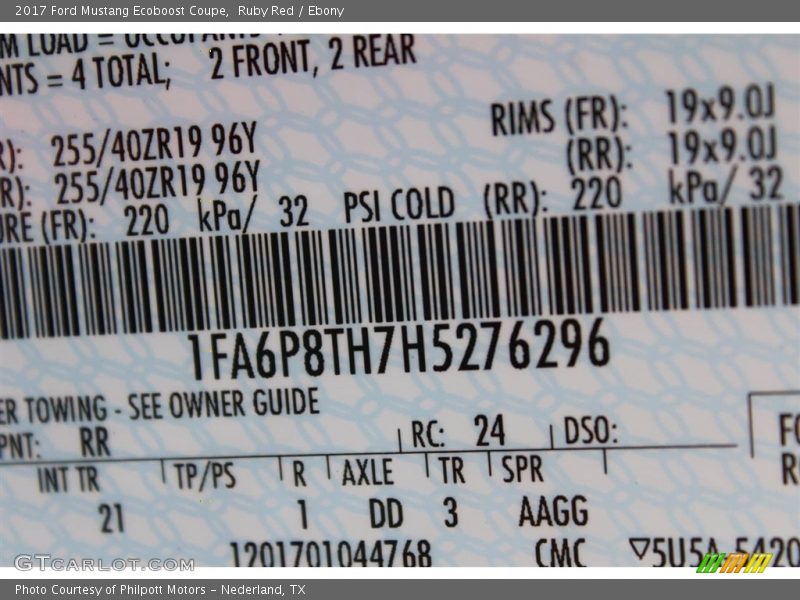 2017 Ford Mustang Ecoboost Coupe, Ruby Red / Ebony
M LOAD = OCCUPANTS
NTS = 4 TOTAL; 2 FRONT, 2 REAR
RIMS (FR): 19x9.0J
R): 255/40ZR19 96Y (RR): 19x9.0J
R): 255/40ZR19 96Y
URE (FR): 220 kPa/ 32 PSI COLD (RR): 220 kPa/ 32
1FA6P8TH7H5276296
ER TOWING - SEE OWNER GUIDE
PNT: RR RC: 24 DSO: FO
INT TR TP/PS R AXLE TR SPR R
21 1 DD 3 AAGG
1201701044768 CMC ▽5U5A-5420
GTCARLOT.COM
Photo Courtesy of Philpott Motors - Nederland, TX